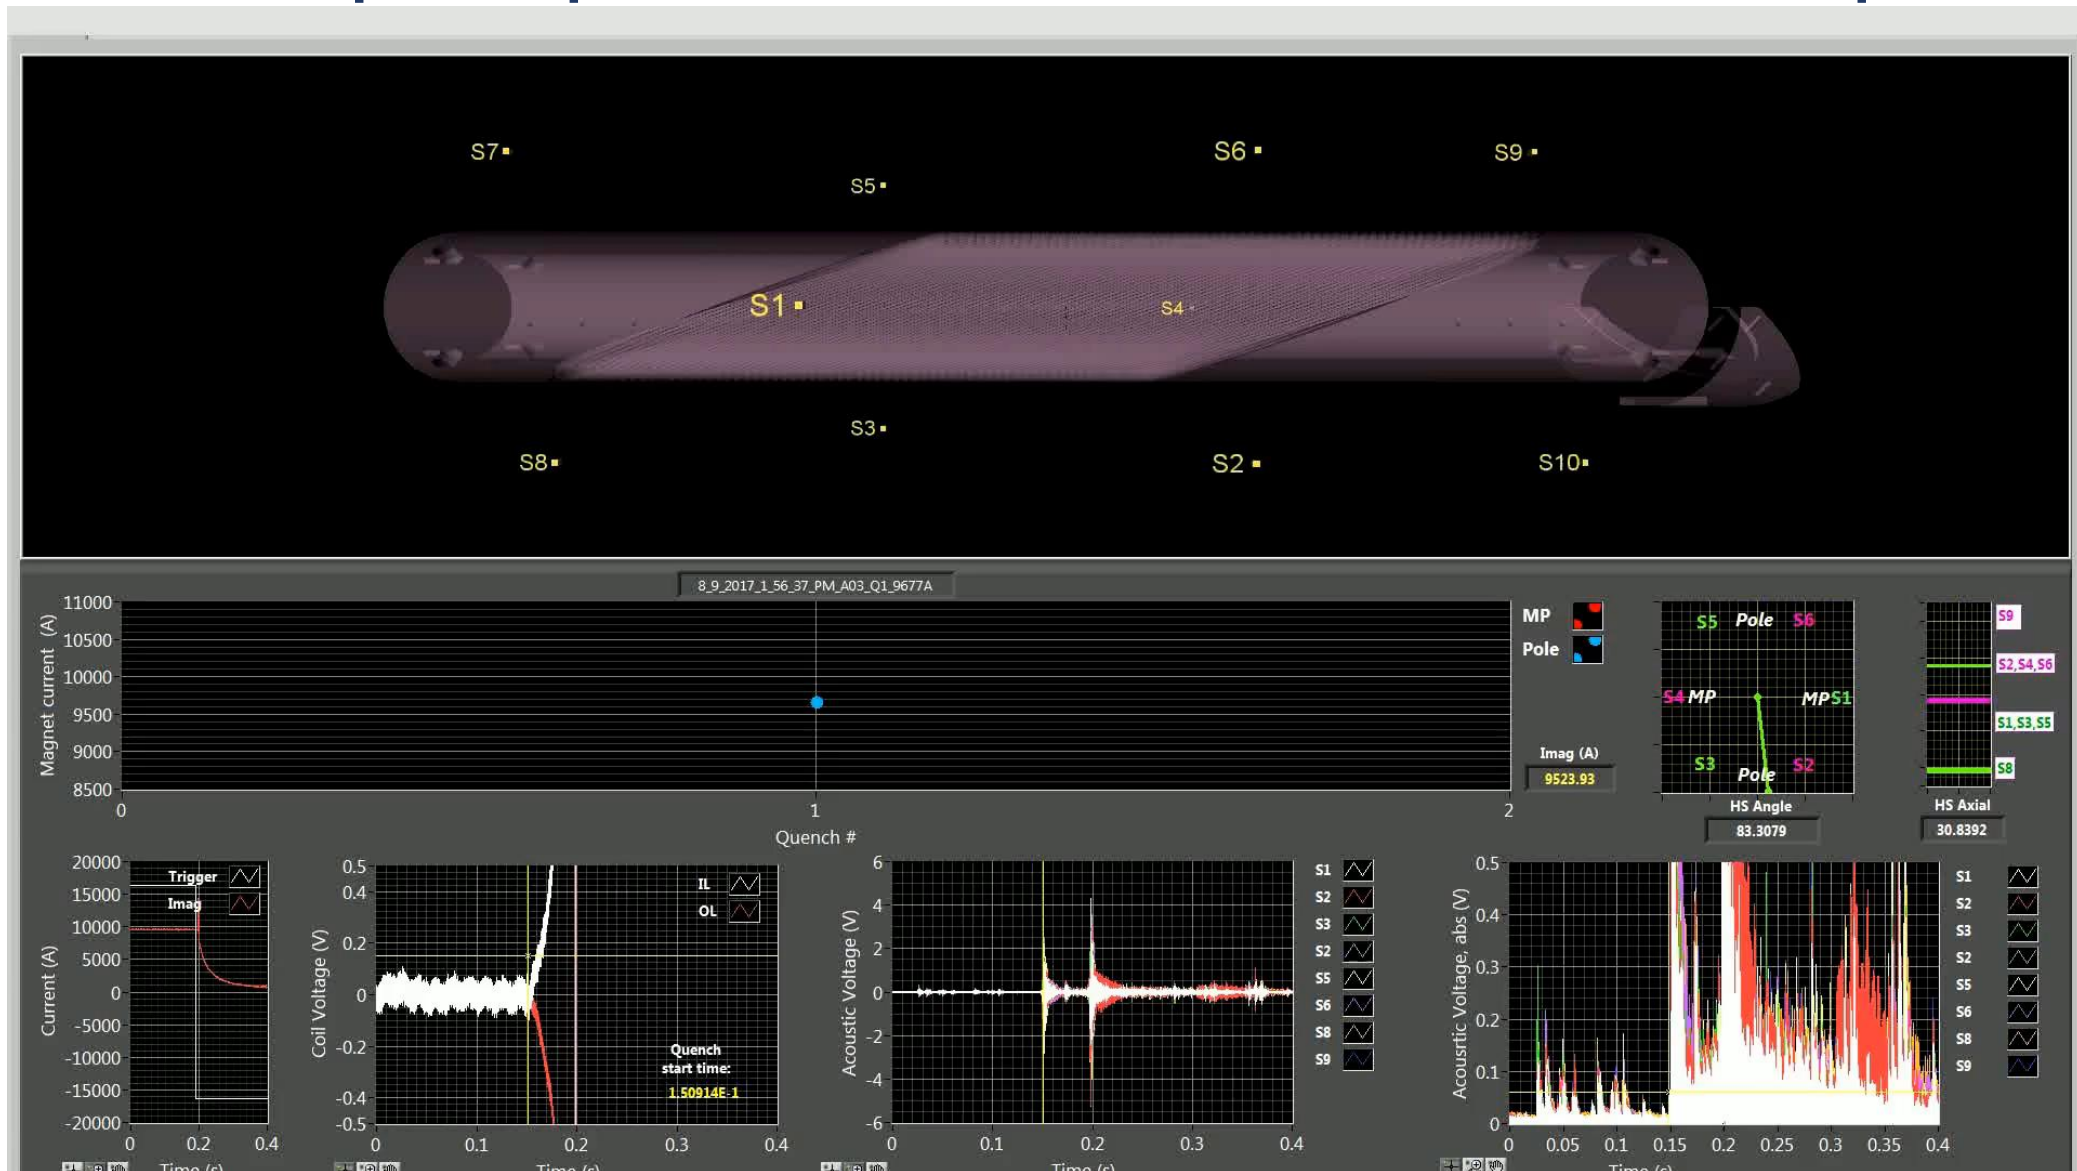 S7
S6
S9
S5
S1
S4
S3
S8
S2
S10
8_9_2017_1_56_37_PM_A03_Q1_9677A
Magnet current (A)
11000
10500
10000
9500
9000
8500
0
1
2
Quench #
MP
Pole
Imag (A)
9523.93
S5 Pole S6
S4 MP MP S1
S3 Pole S2
HS Angle
83.3079
S9
S2,S4,S6
S1,S3,S5
S8
HS Axial
30.8392
Current (A)
20000
15000
10000
5000
0
-5000
-10000
-15000
-20000
Trigger
Imag
0 0.2 0.4
Time (s)
Coil Voltage (V)
0.5
0.4
0.2
0
-0.2
-0.4
-0.5
IL
OL
Quench
start time:
1.50914E-1
0 0.1 0.2 0.3 0.4
Time (s)
Acoustic Voltage (V)
6
4
2
0
-2
-4
-6
0 0.1 0.2 0.3 0.4
Time (s)
S1
S2
S3
S2
S5
S6
S8
S9
Acousrtic Voltage, abs (V)
0.5
0.4
0.3
0.2
0.1
0
0 0.05 0.1 0.15 0.2 0.25 0.3 0.35 0.4
Time (s)
S1
S2
S3
S2
S5
S6
S8
S9